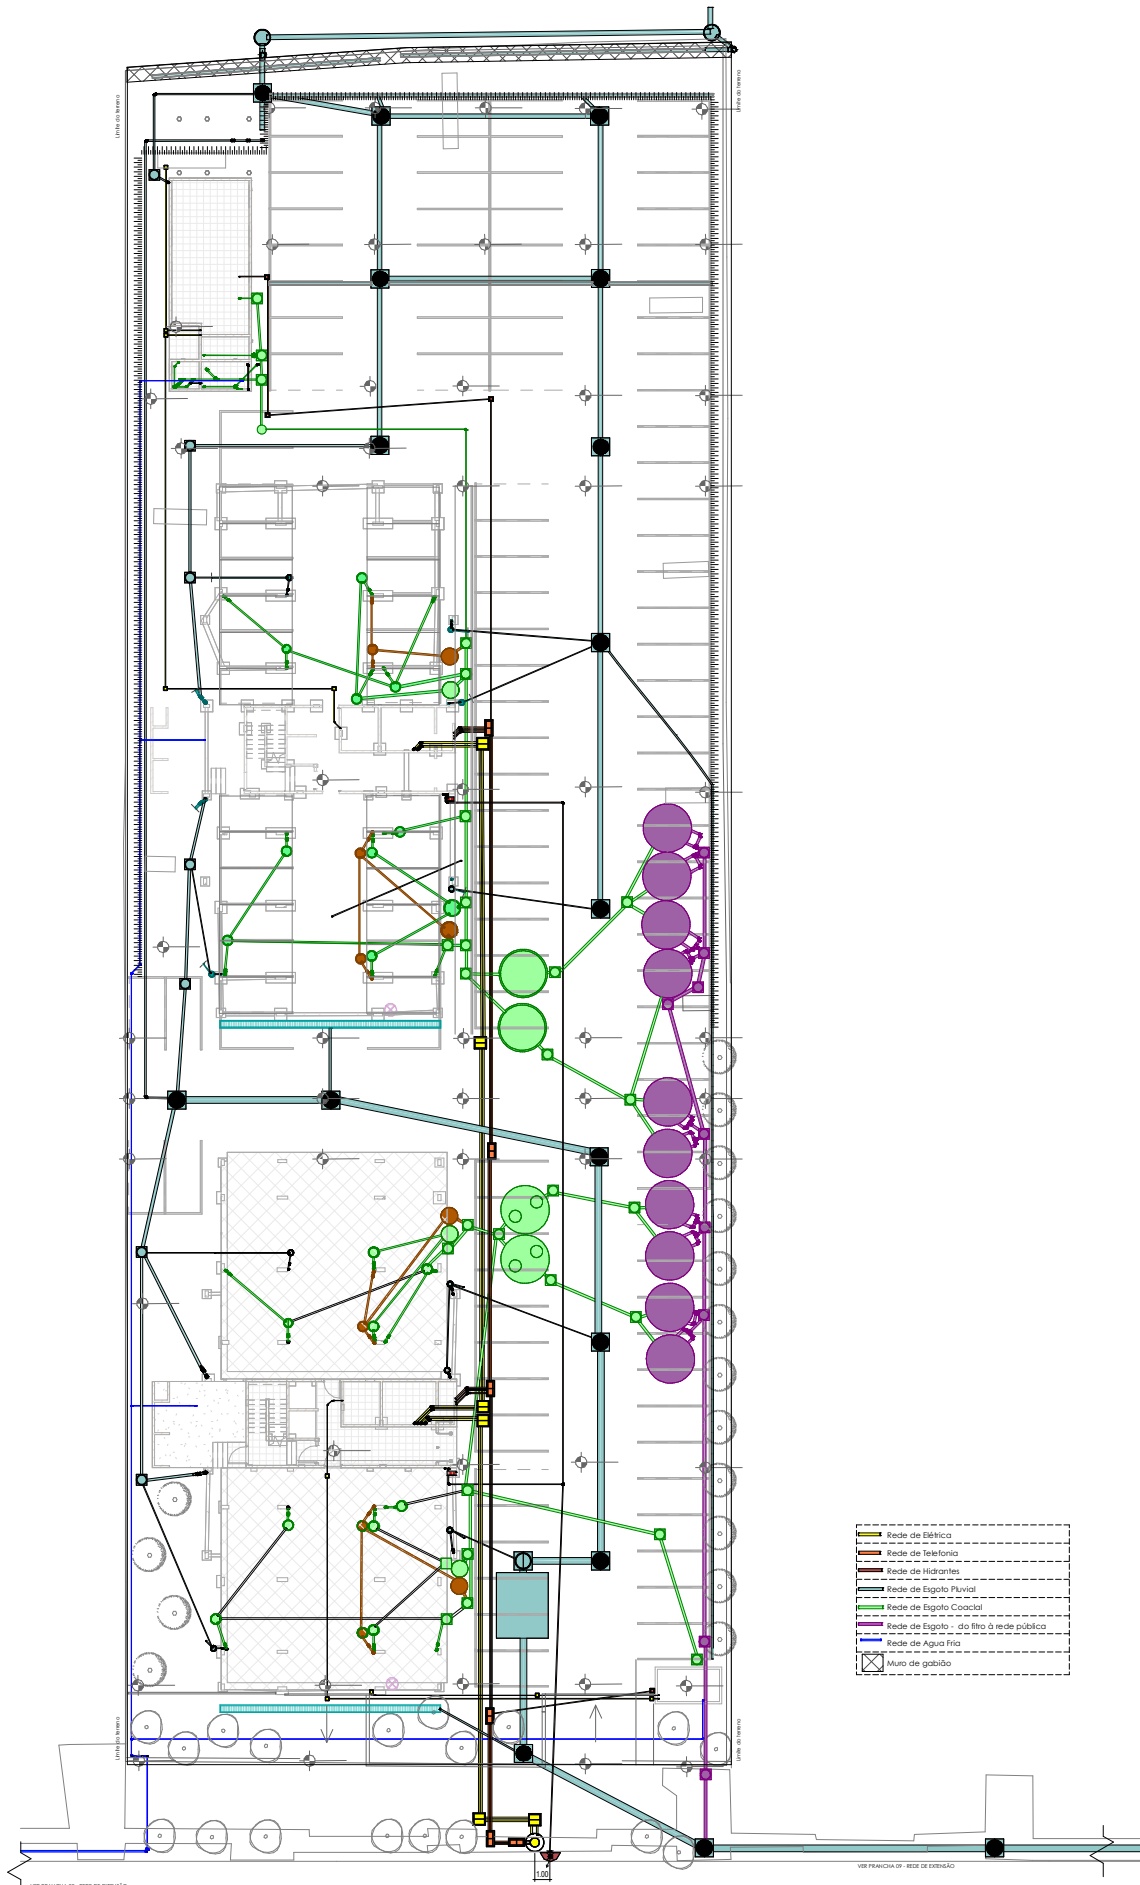 Limite do terreno
Limite do terreno
Rede de Elétrica
Rede de Telefonia
Rede de Hidrantes
Rede de Esgoto Pluvial
Rede de Esgoto Coacial
Rede de Esgoto - do fitro à rede pública
Rede de Agua Fria
Muro de gabião
Limite do terreno
Limite do terreno
VER PRANCHA 09 - REDE DE EXTENSÃO
1.00